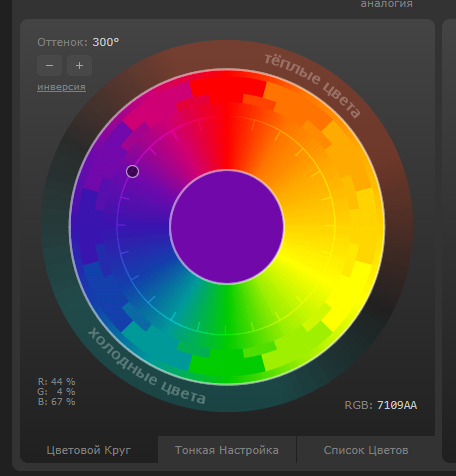 аналогия
Оттенок: 300°
− +
инверсия
тёплые цвета
холодные цвета
R: 44 %
G: 4 %
B: 67 %
RGB: 7109AA
Цветовой Круг Тонкая Настройка Список Цветов